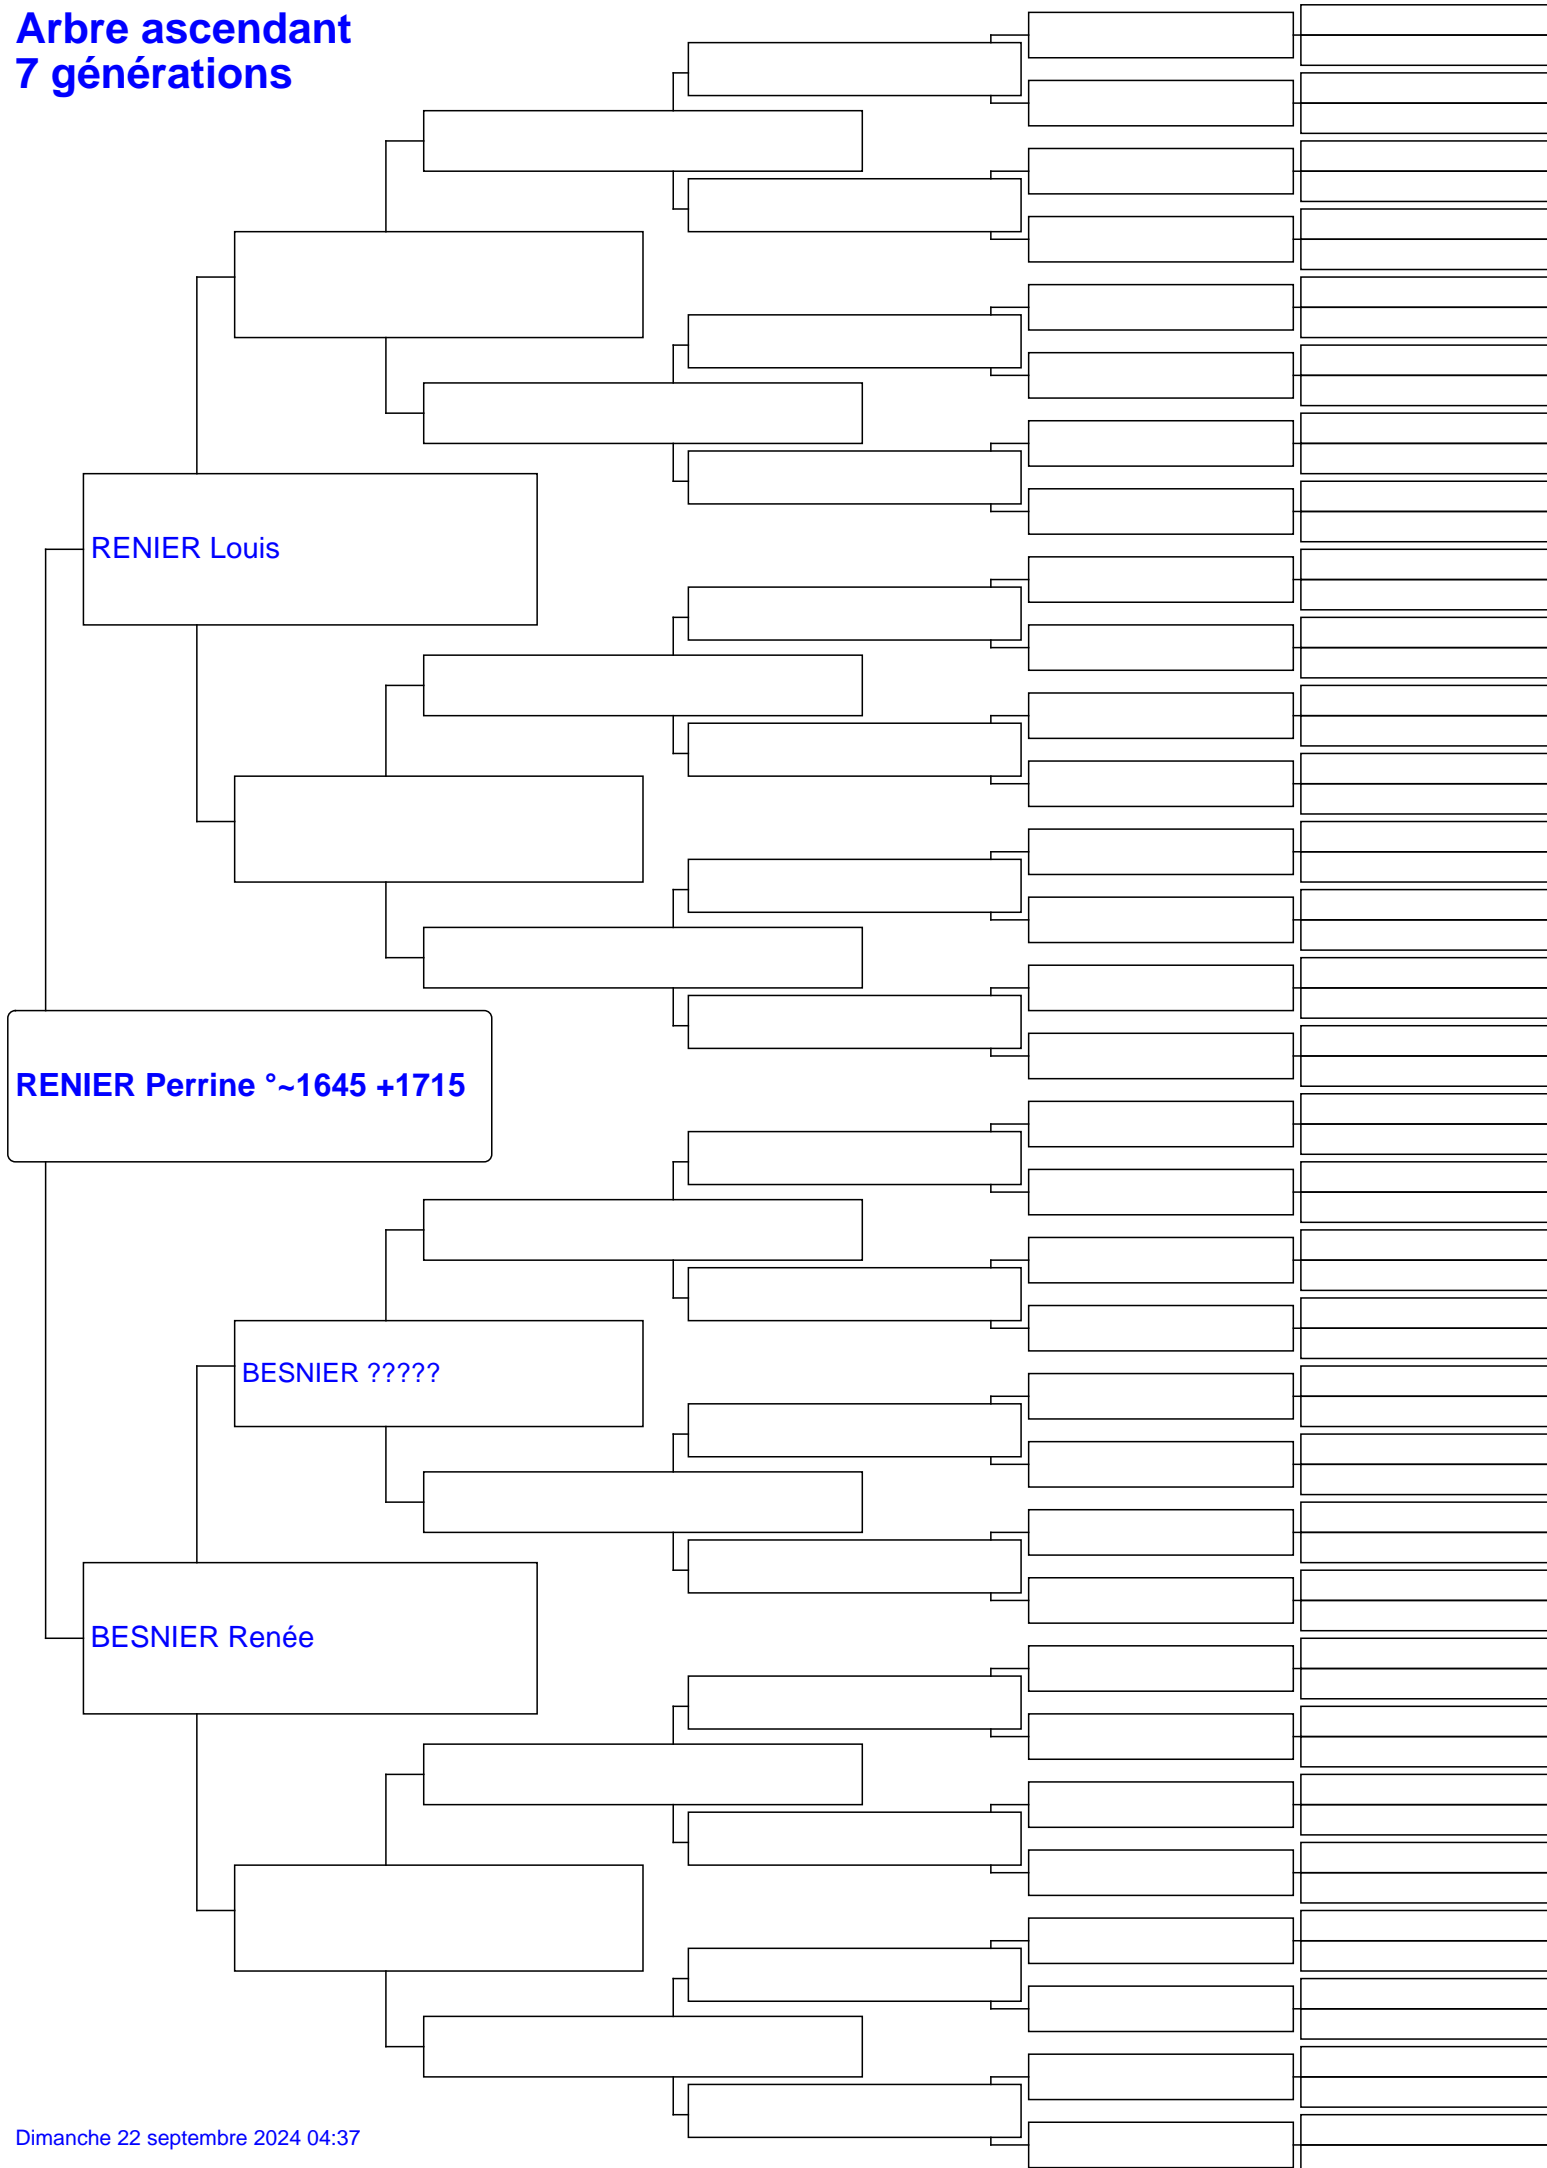 Arbre ascendant
7 générations
RENIER Louis
RENIER Perrine °~1645 +1715
BESNIER ?????
BESNIER Renée
Dimanche 22 septembre 2024 04:37